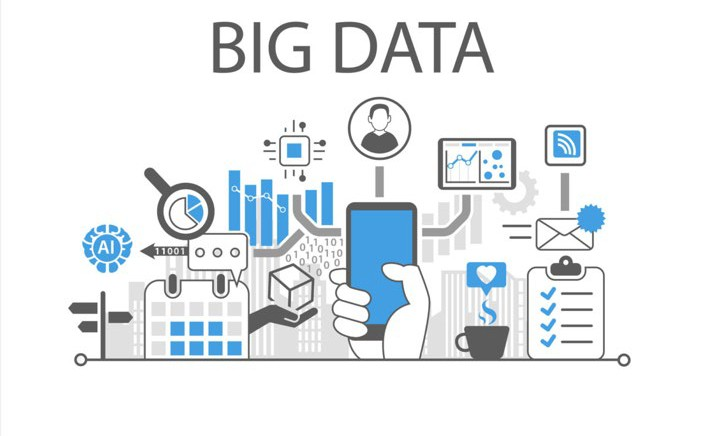 BIG DATA
AI
11001